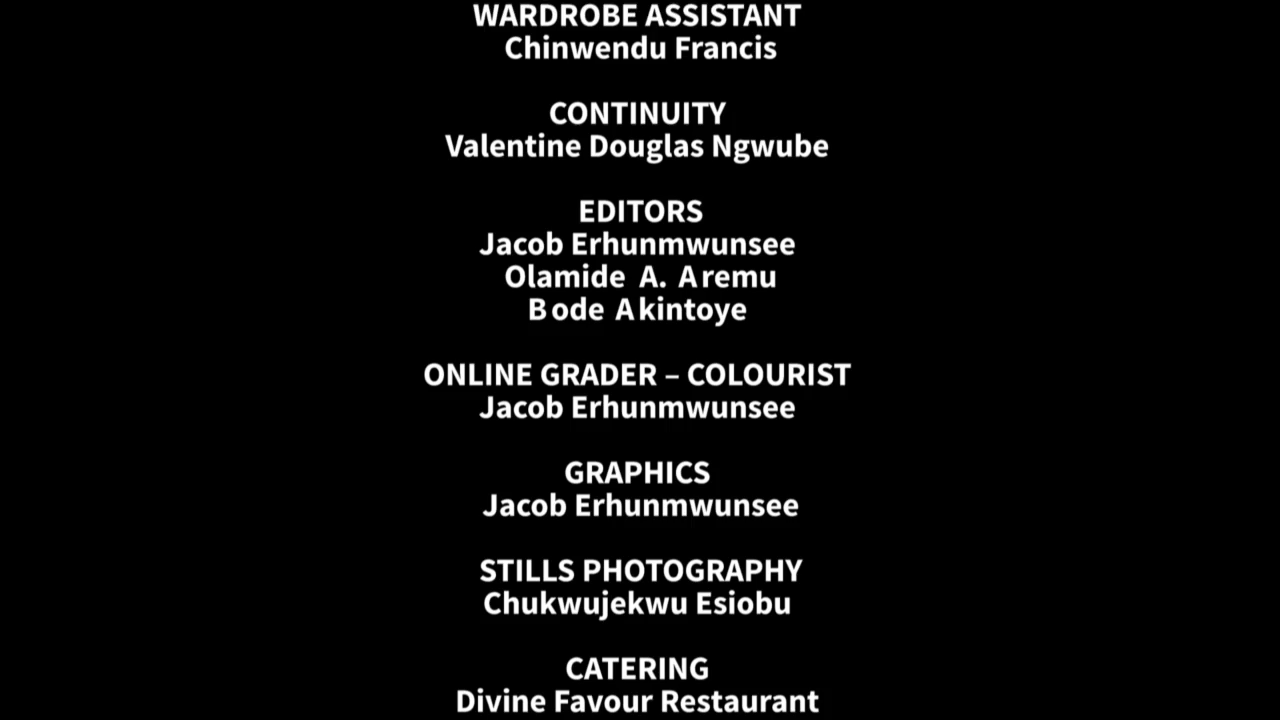 WARDROBE ASSISTANT
Chinwendu Francis
CONTINUITY
Valentine Douglas Ngwube
EDITORS
Jacob Erhunmwunsee
Olamide A. Aremu
Bode Akintoye
ONLINE GRADER – COLOURIST
Jacob Erhunmwunsee
GRAPHICS
Jacob Erhunmwunsee
STILLS PHOTOGRAPHY
Chukwujekwu Esiobu
CATERING
Divine Favour Restaurant